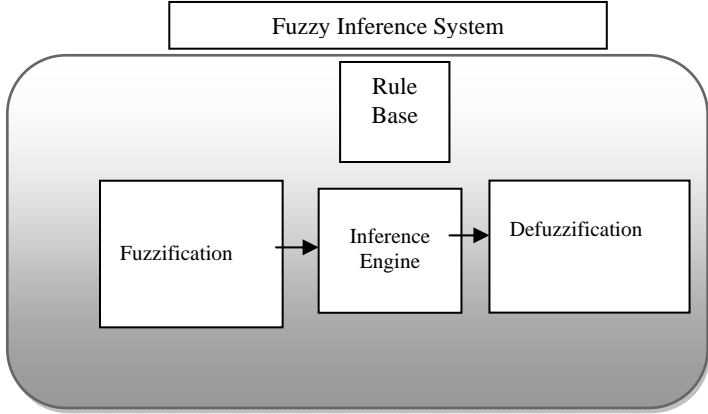 Fuzzy Inference System
Rule
Base
Fuzzification
Inference
Engine
Defuzzification